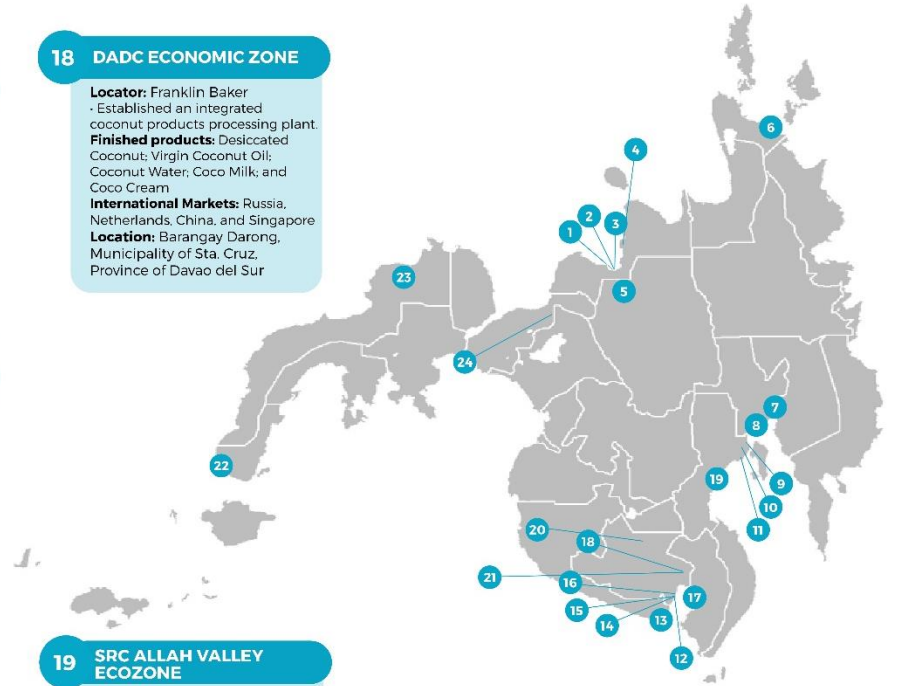 18 DADC ECONOMIC ZONE
Locator: Franklin Baker
• Established an integrated
coconut products processing plant.
Finished products: Desiccated
Coconut; Virgin Coconut Oil;
Coconut Water; Coco Milk; and
Coco Cream
International Markets: Russia,
Netherlands, China, and Singapore
Location: Barangay Darong,
Municipality of Sta. Cruz,
Province of Davao del Sur
6
4
2
3
1
23
5
24
7
8
22
19
9
10
11
20
18
21
16
17
15
13
14
12
19 SRC ALLAH VALLEY
ECOZONE